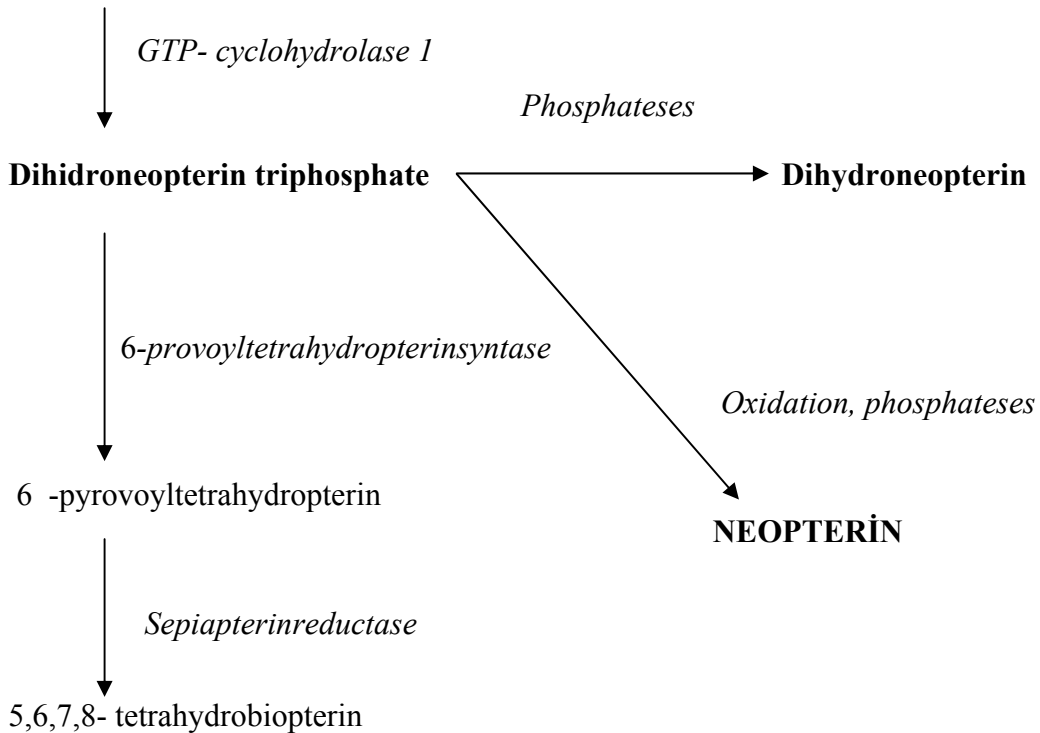 GTP- cyclohydrolase 1
Phosphateses
Dihidroneopterin triphosphate
Dihydroneopterin
6-provoyltetrahydropterinsyntase
Oxidation, phosphateses
6 -pyrovoyltetrahydropterin
NEOPTERİN
Sepiapterinreductase
5,6,7,8- tetrahydrobiopterin